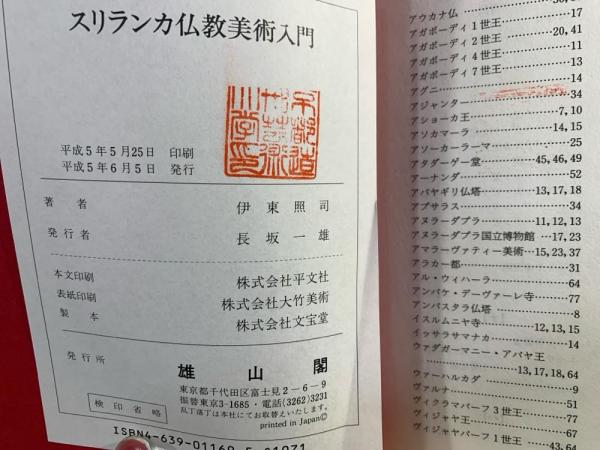 スリランカ仏教美術入門
平成5年5月25日 印刷
平成5年6月5日 発行
著者 伊東照司
発行者 長坂一雄
本文印刷 株式会社平文社
表紙印刷 株式会社大竹美術
製本 株式会社文宝堂
発行所 雄山閣
東京都千代田区富士見2-6-9
振替東京3-1685・電話(3262)3231
乱丁落丁は本社にてお取替えいたします。
printed in Japan©
検印省略
アウカナ仏
アガボーディ1世王……17
アガボーディ2世王……20,41
アガボーディ4世王……11
アガボーディ7世王……13
アグニ……14
アジャンター……34
アショーカ王……7,10
アソカマーラ……14,15
アソーカラーマ……25
アタダーゲー堂……45,46,49
アーナンダ……52
アバヤギリ仏塔……13,17,18
アプサラス……34
アヌラーダプラ……11,12,13
アヌラーダプラ国立博物館……17,23
アマラーヴァティー美術……15,23,37
アラカー都……31
アル・ウィハーラ……64
アンバケ・デーヴァーレ寺……77
アンバスタラ仏塔……8
イスルムニヤ寺……12,13,15
イッサラサマナカ……14
ウァダガーマニー・アバヤ王
……13,17,18,64
ウァーハルカダ……9
ヴァルナ……51
ヴィクラマバーフ3世王……77
ヴィジャヤ王……67
ヴィジャヤバーフ1世王……43,64